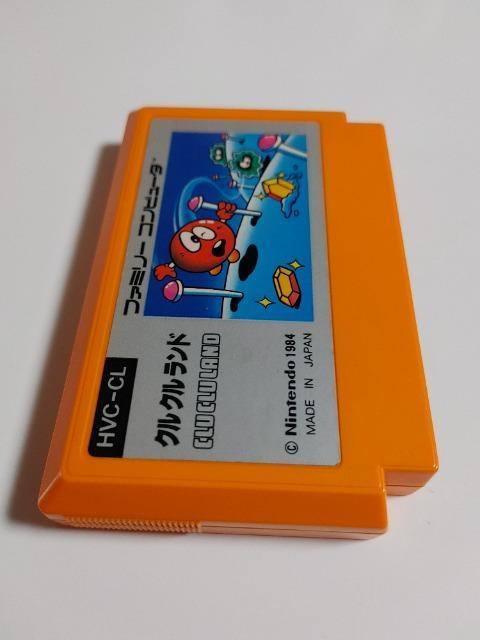 ファミリー コンピュータ
HVC-CL
クルクルランド
CLU CLU LAND
© Nintendo 1984
MADE IN JAPAN